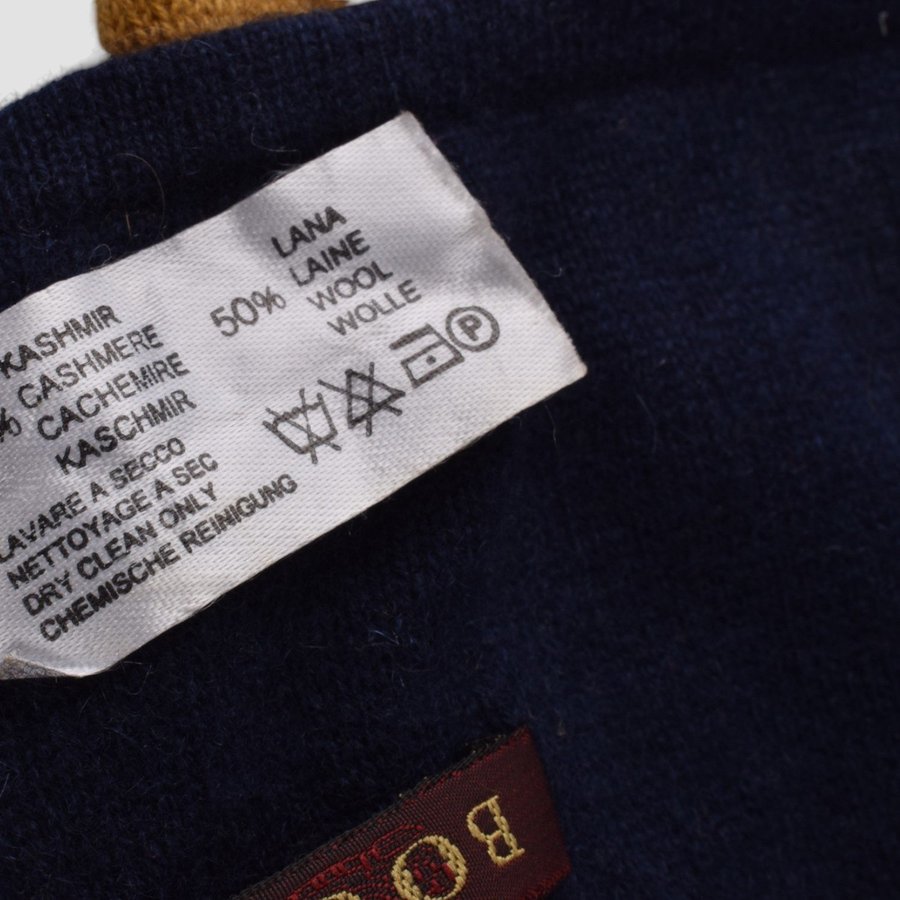 KASHMIR
% CASHMERE
CACHEMIRE
KASCHMIR
50%
LANA
LAINE
WOOL
WOLLE
P
LAVARE A SECCO
NETTOYAGE A SEC
DRY CLEAN ONLY
CHEMISCHE REINIGUNG
BO